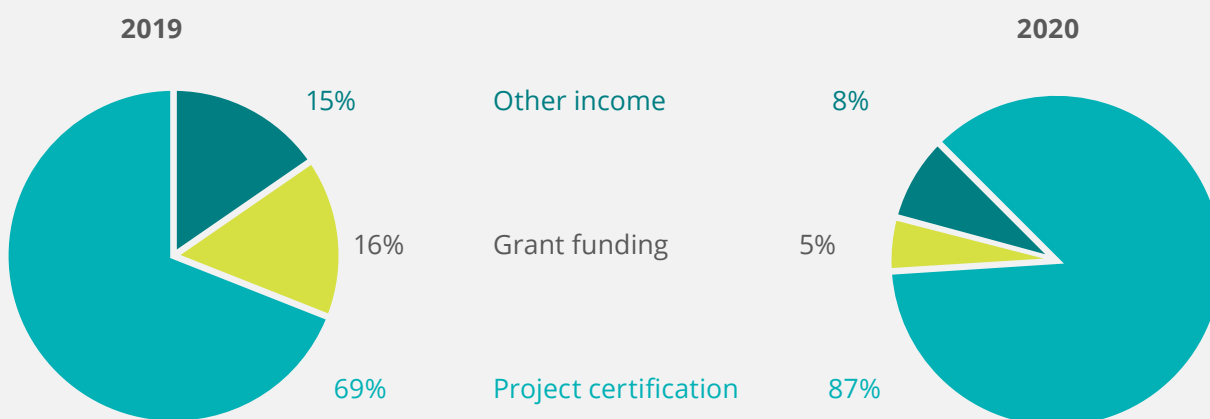 2019 2020
15% Other income 8%
16% Grant funding 5%
69% Project certification 87%